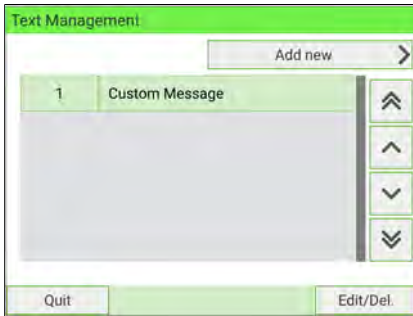 Text Management
Add new
1 Custom Message
Quit
Edit/Del.